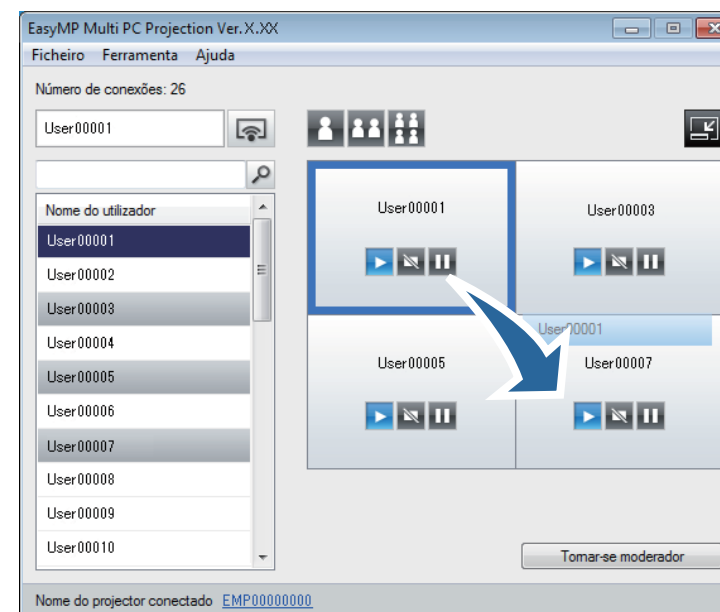 EasyMP Multi PC Projection Ver.X.XX
Ficheiro Ferramenta Ajuda
Número de conexões: 26
User00001
Nome do utilizador
User00001
User00002
User00003
User00004
User00005
User00006
User00007
User00008
User00009
User00010
User00001
User00003
User00005
User00001
User00007
Tornar-se moderador
Nome do projector conectado EMP00000000